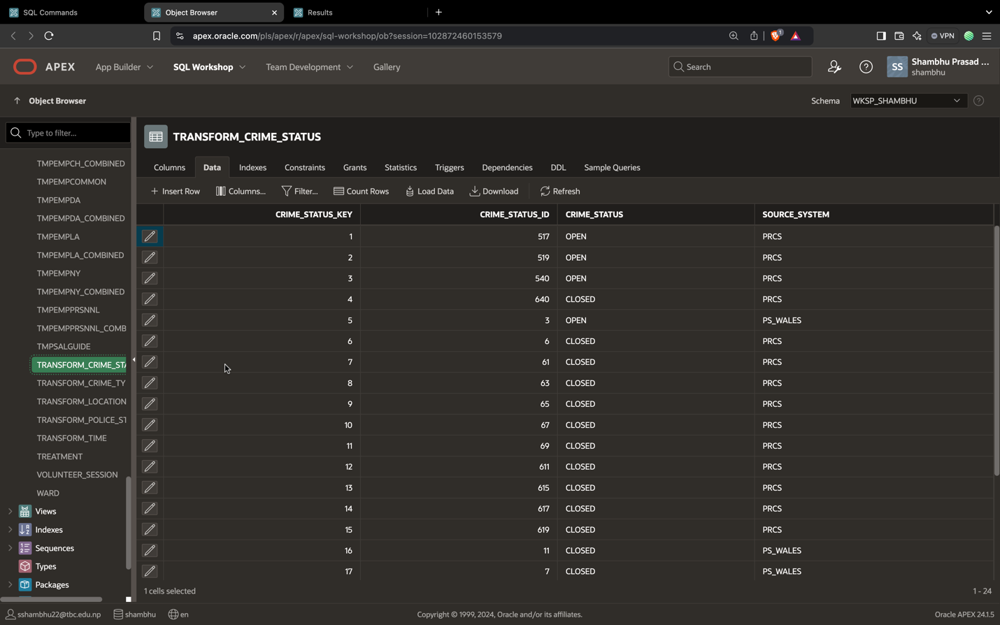 SQL Commands Object Browser Results
apex.oracle.com/pls/apex/r/apex/sql-workshop/ob?session=102872460153579 1 VPN
APEX App Builder SQL Workshop Team Development Gallery Search SS Shambhu Prasad ...
shambhu
Object Browser Schema WKSP_SHAMBHU
Type to filter...
TMPEMPCH_COMBINED
TMPEMPCOMMON
TMPEMPDA
TMPEMPDA_COMBINED
TMPEMPLA
TMPEMPLA_COMBINED
TMPEMPNY
TMPEMPNY_COMBINED
TMPEMPPRSNNL
TMPEMPPRSNNL_COMB
TMPSALGUIDE
TRANSFORM_CRIME_STA
TRANSFORM_CRIME_TY
TRANSFORM_LOCATION
TRANSFORM_POLICE_ST
TRANSFORM_TIME
TREATMENT
VOLUNTEER_SESSION
WARD
Views
Indexes
Sequences
Types
Packages
TRANSFORM_CRIME_STATUS
Columns Data Indexes Constraints Grants Statistics Triggers Dependencies DDL Sample Queries
Insert Row Columns... Filter... Count Rows Load Data Download Refresh
CRIME_STATUS_KEY CRIME_STATUS_ID CRIME_STATUS SOURCE_SYSTEM
1 517 OPEN PRCS
2 519 OPEN PRCS
3 540 OPEN PRCS
4 640 CLOSED PRCS
5 3 OPEN PS_WALES
6 6 CLOSED PRCS
7 61 CLOSED PRCS
8 63 CLOSED PRCS
9 65 CLOSED PRCS
10 67 CLOSED PRCS
11 69 CLOSED PRCS
12 611 CLOSED PRCS
13 615 CLOSED PRCS
14 617 CLOSED PRCS
15 619 CLOSED PRCS
16 11 CLOSED PS_WALES
17 7 CLOSED PS_WALES
1 cells selected 1 - 24
sshambhu22@tbc.edu.np shambhu en Copyright © 1999, 2024, Oracle and/or its affiliates. Oracle APEX 24.1.5